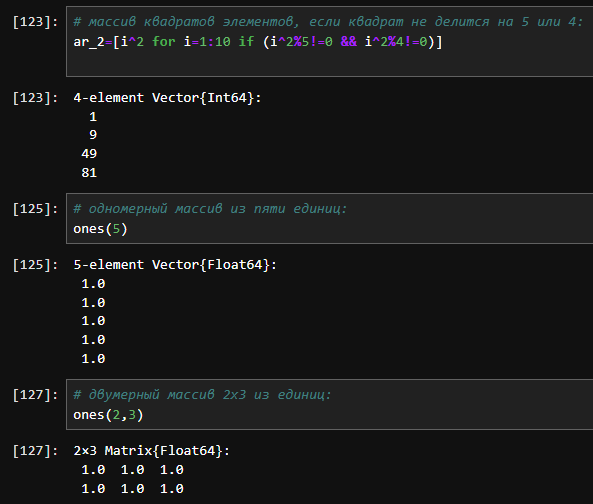 [123]: # массив квадратов элементов, если квадрат не делится на 5 или 4:
ar_2=[i^2 for i=1:10 if (i^2%5!=0 && i^2%4!=0)]
[123]: 4-element Vector{Int64}:
1
9
49
81
[125]: # одномерный массив из пяти единиц:
ones(5)
[125]: 5-element Vector{Float64}:
1.0
1.0
1.0
1.0
1.0
[127]: # двумерный массив 2x3 из единиц:
ones(2,3)
[127]: 2×3 Matrix{Float64}:
1.0 1.0 1.0
1.0 1.0 1.0